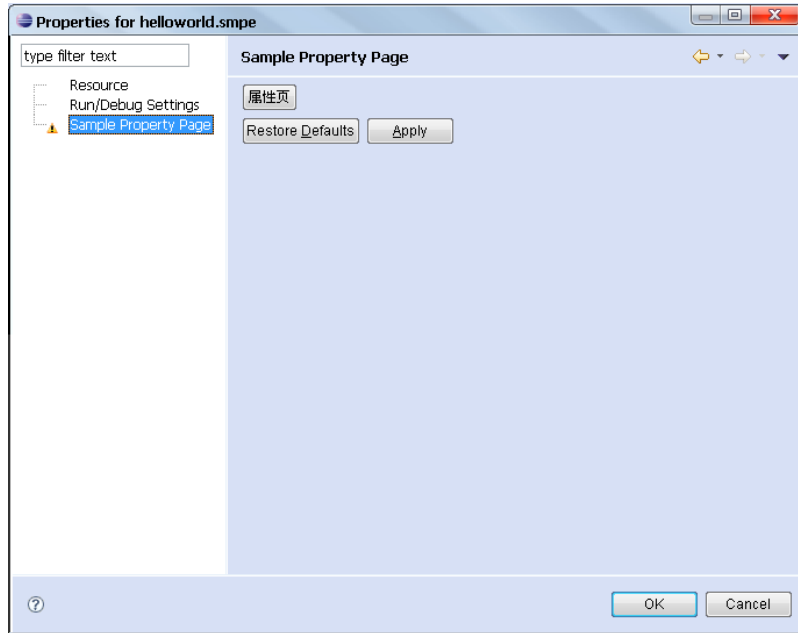 Properties for helloworld.smpe
type filter text
Sample Property Page
Resource
Run/Debug Settings
Sample Property Page
属性页
Restore Defaults
Apply
?
OK
Cancel